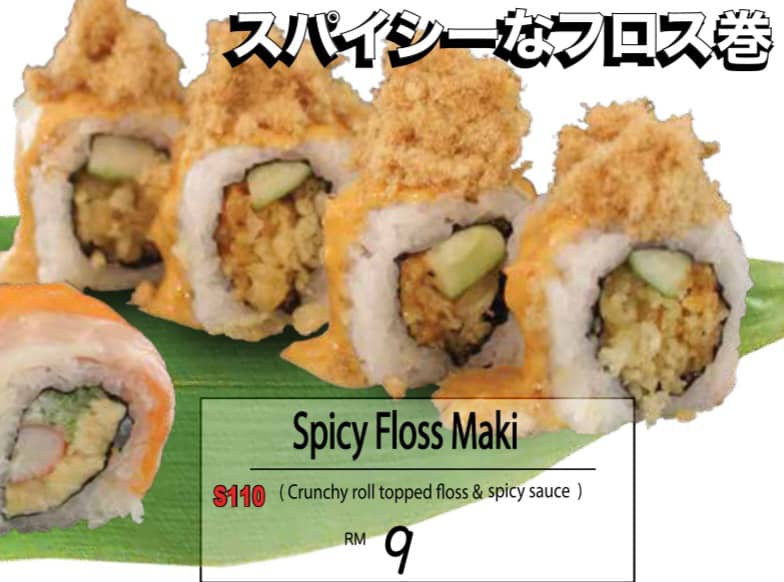 スパイシーなフロス巻
Spicy Floss Maki
S110 ( Crunchy roll topped floss & spicy sauce )
RM 9